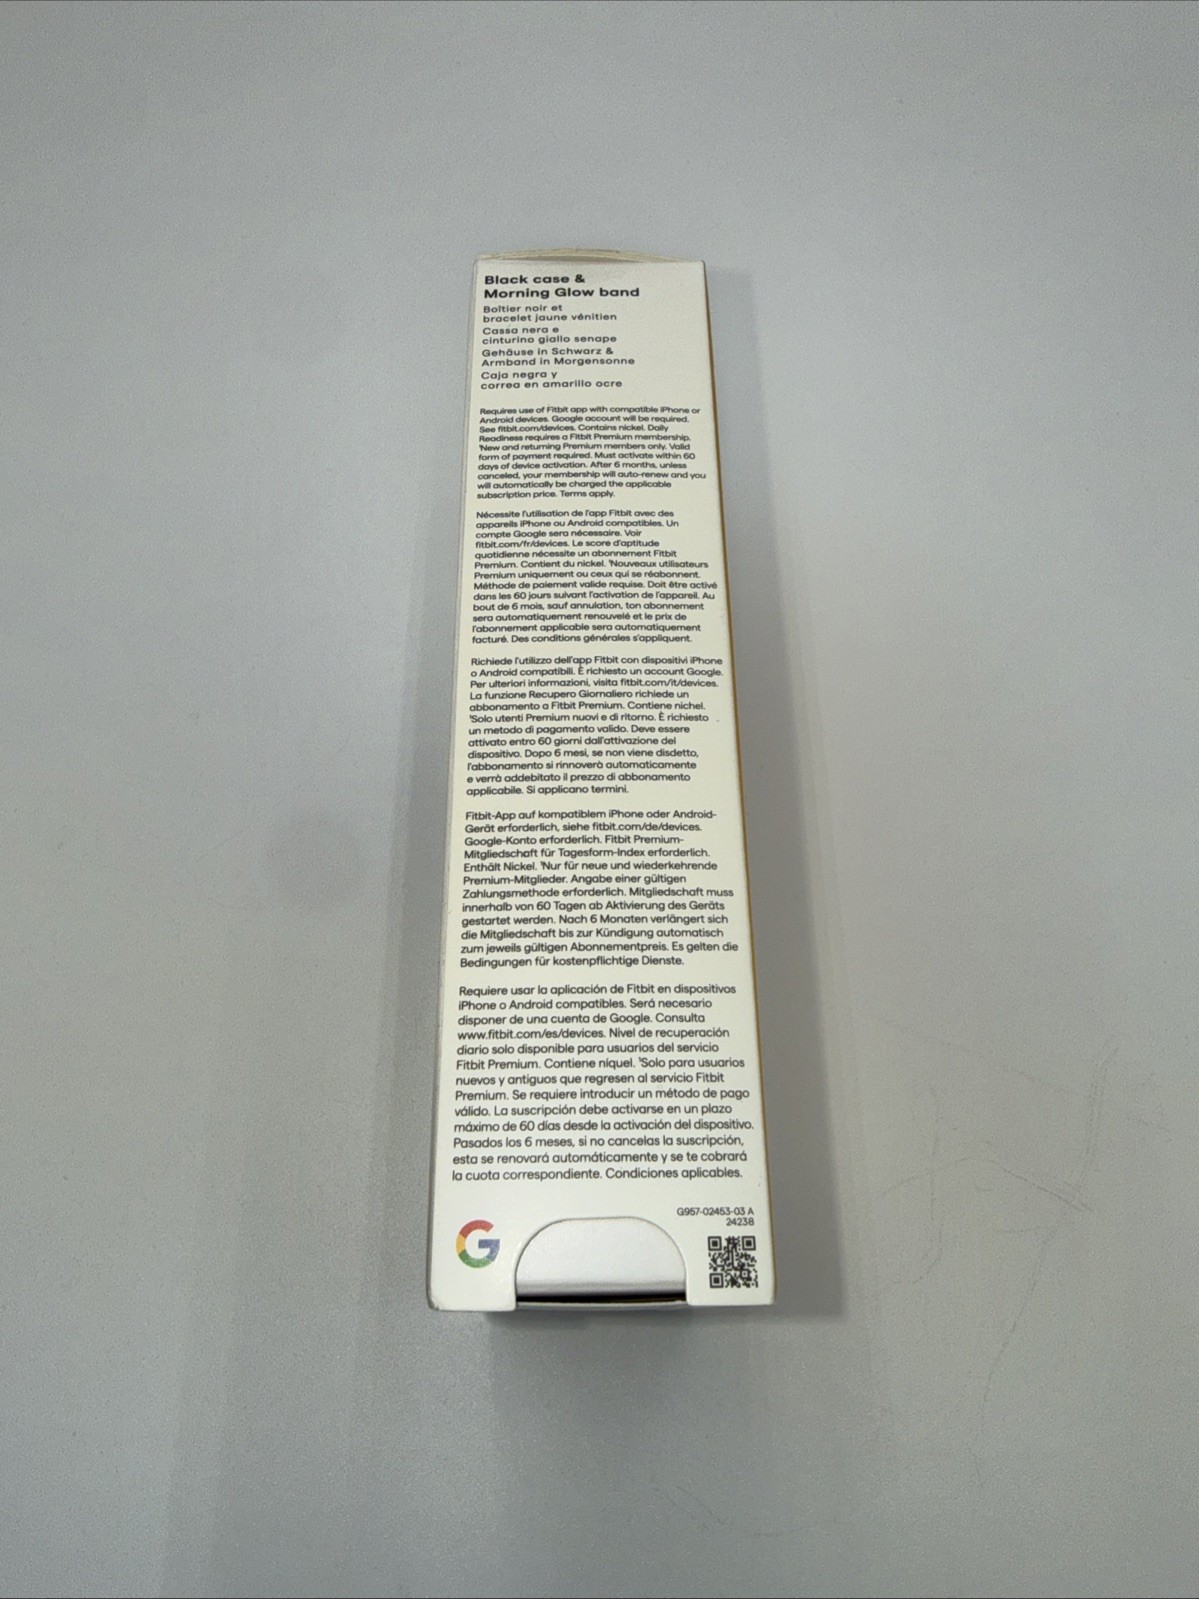 Black case &
Morning Glow band
Boîtier noir et
bracelet jaune vénitien
Cassa nera e
cinturino giallo senape
Gehäuse in Schwarz &
Armband in Morgensonne
Caja negra y
correa en amarillo ocre
Requires use of Fitbit app with compatible iPhone or
Android devices. Google account will be required.
See fitbit.com/devices. Contains nickel. Daily
Readiness requires a Fitbit Premium membership.
¹New and returning Premium members only. Valid
form of payment required. Must activate within 60
days of device activation. After 6 months, unless
canceled, your membership will auto-renew and you
will automatically be charged the applicable
subscription price. Terms apply.
Nécessite l'utilisation de l'app Fitbit avec des
appareils iPhone ou Android compatibles. Un
compte Google sera nécessaire. Voir
fitbit.com/fr/devices. Le score d'aptitude
quotidienne nécessite un abonnement Fitbit
Premium. Contient du nickel. ¹Nouveaux utilisateurs
Premium uniquement ou ceux qui se réabonnent.
Méthode de paiement valide requise. Doit être activé
dans les 60 jours suivant l'activation de l'appareil. Au
bout de 6 mois, sauf annulation, ton abonnement
sera automatiquement renouvelé et le prix de
l'abonnement applicable sera automatiquement
facturé. Des conditions générales s'appliquent.
Richiede l'utilizzo dell'app Fitbit con dispositivi iPhone
o Android compatibili. È richiesto un account Google.
Per ulteriori informazioni, visita fitbit.com/it/devices.
La funzione Recupero Giornaliero richiede un
abbonamento a Fitbit Premium. Contiene nichel.
¹Solo utenti Premium nuovi e di ritorno. È richiesto
un metodo di pagamento valido. Deve essere
attivato entro 60 giorni dall'attivazione del
dispositivo. Dopo 6 mesi, se non viene disdetto,
l'abbonamento si rinnoverà automaticamente
e verrà addebitato il prezzo di abbonamento
applicabile. Si applicano termini.
Fitbit-App auf kompatiblem iPhone oder Android-
Gerät erforderlich, siehe fitbit.com/de/devices.
Google-Konto erforderlich. Fitbit Premium-
Mitgliedschaft für Tagesform-Index erforderlich.
Enthält Nickel. ¹Nur für neue und wiederkehrende
Premium-Mitglieder. Angabe einer gültigen
Zahlungsmethode erforderlich. Mitgliedschaft muss
innerhalb von 60 Tagen ab Aktivierung des Geräts
gestartet werden. Nach 6 Monaten verlängert sich
die Mitgliedschaft bis zur Kündigung automatisch
zum jeweils gültigen Abonnementpreis. Es gelten die
Bedingungen für kostenpflichtige Dienste.
Requiere usar la aplicación de Fitbit en dispositivos
iPhone o Android compatibles. Será necesario
disponer de una cuenta de Google. Consulta
www.fitbit.com/es/devices. Nivel de recuperación
diario solo disponible para usuarios del servicio
Fitbit Premium. Contiene níquel. ¹Solo para usuarios
nuevos y antiguos que regresen al servicio Fitbit
Premium. Se requiere introducir un método de pago
válido. La suscripción debe activarse en un plazo
máximo de 60 días desde la activación del dispositivo.
Pasados los 6 meses, si no cancelas la suscripción,
esta se renovará automáticamente y se te cobrará
la cuota correspondiente. Condiciones aplicables.
G957-02453-03 A
24238
G